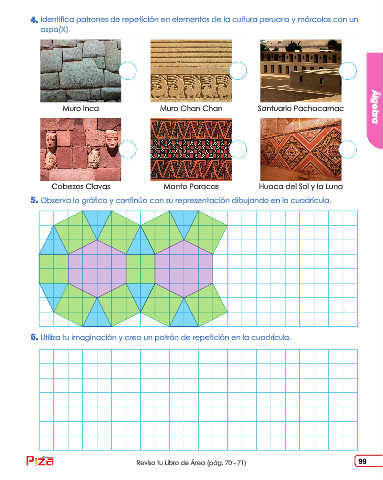 4. Identifica patrones de repetición en elementos de la cultura peruana y márcalos con un
aspa(X).
Muro Inca
Muro Chan Chan
Santuario Pachacamac
Álgebra
Cabezas Clavas
Manto Paracas
Huaca del Sol y la Luna
5. Observa la gráfica y continúa con su representación dibujando en la cuadrícula.
6. Utiliza tu imaginación y crea un patrón de repetición en la cuadrícula.
Pizza
Revisa tu Libro de Área (pág. 70 - 71)
99